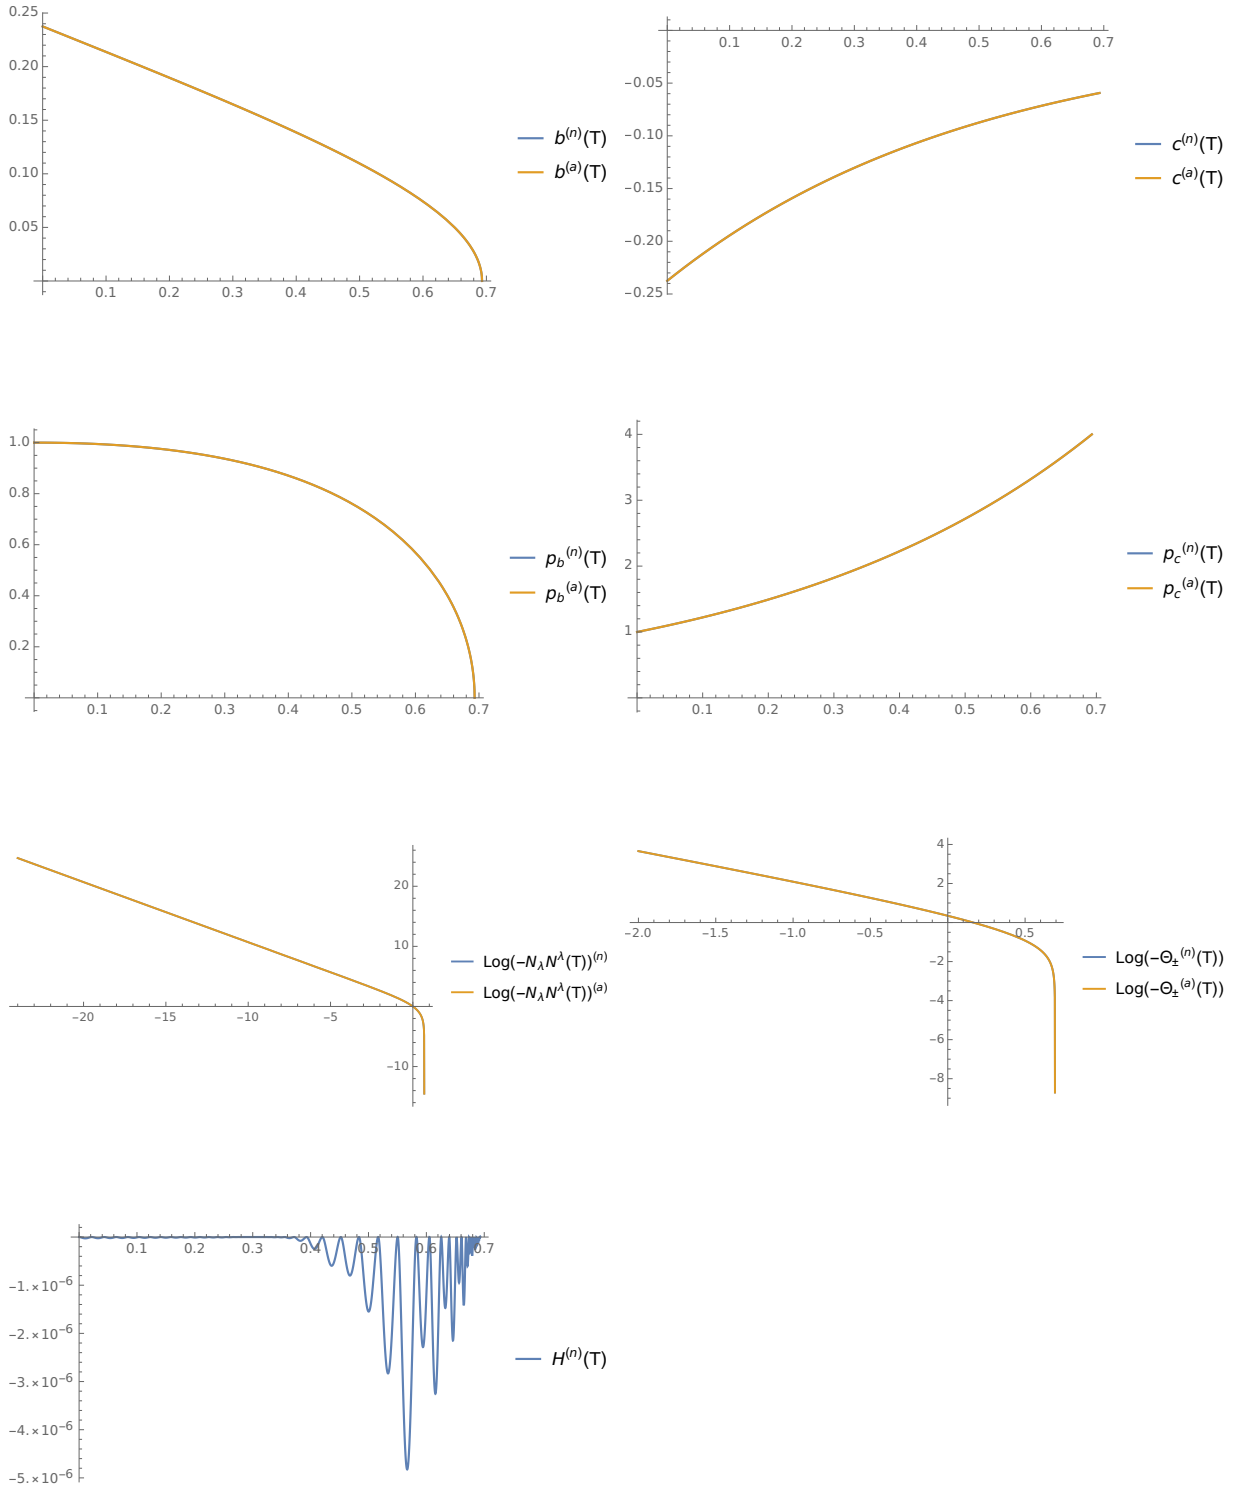 0.25
0.20
0.15
0.10
0.05
0.1 0.2 0.3 0.4 0.5 0.6 0.7
b⁽ⁿ⁾(T)
b⁽ᵃ⁾(T)
0.1 0.2 0.3 0.4 0.5 0.6 0.7
−0.05
−0.10
−0.15
−0.20
−0.25
c⁽ⁿ⁾(T)
c⁽ᵃ⁾(T)
1.0
0.8
0.6
0.4
0.2
0.1 0.2 0.3 0.4 0.5 0.6 0.7
p_b⁽ⁿ⁾(T)
p_b⁽ᵃ⁾(T)
4
3
2
1
0.1 0.2 0.3 0.4 0.5 0.6 0.7
p_c⁽ⁿ⁾(T)
p_c⁽ᵃ⁾(T)
20
10
−20 −15 −10 −5
−10
Log(−N_λ N^λ(T))⁽ⁿ⁾
Log(−N_λ N^λ(T))⁽ᵃ⁾
4
2
−2.0 −1.5 −1.0 −0.5 0.5
−2
−4
−6
−8
Log(−Θ_±⁽ⁿ⁾(T))
Log(−Θ_±⁽ᵃ⁾(T))
0.1 0.2 0.3 0.4 0.5 0.6 0.7
−1.×10⁻⁶
−2.×10⁻⁶
−3.×10⁻⁶
−4.×10⁻⁶
−5.×10⁻⁶
H⁽ⁿ⁾(T)